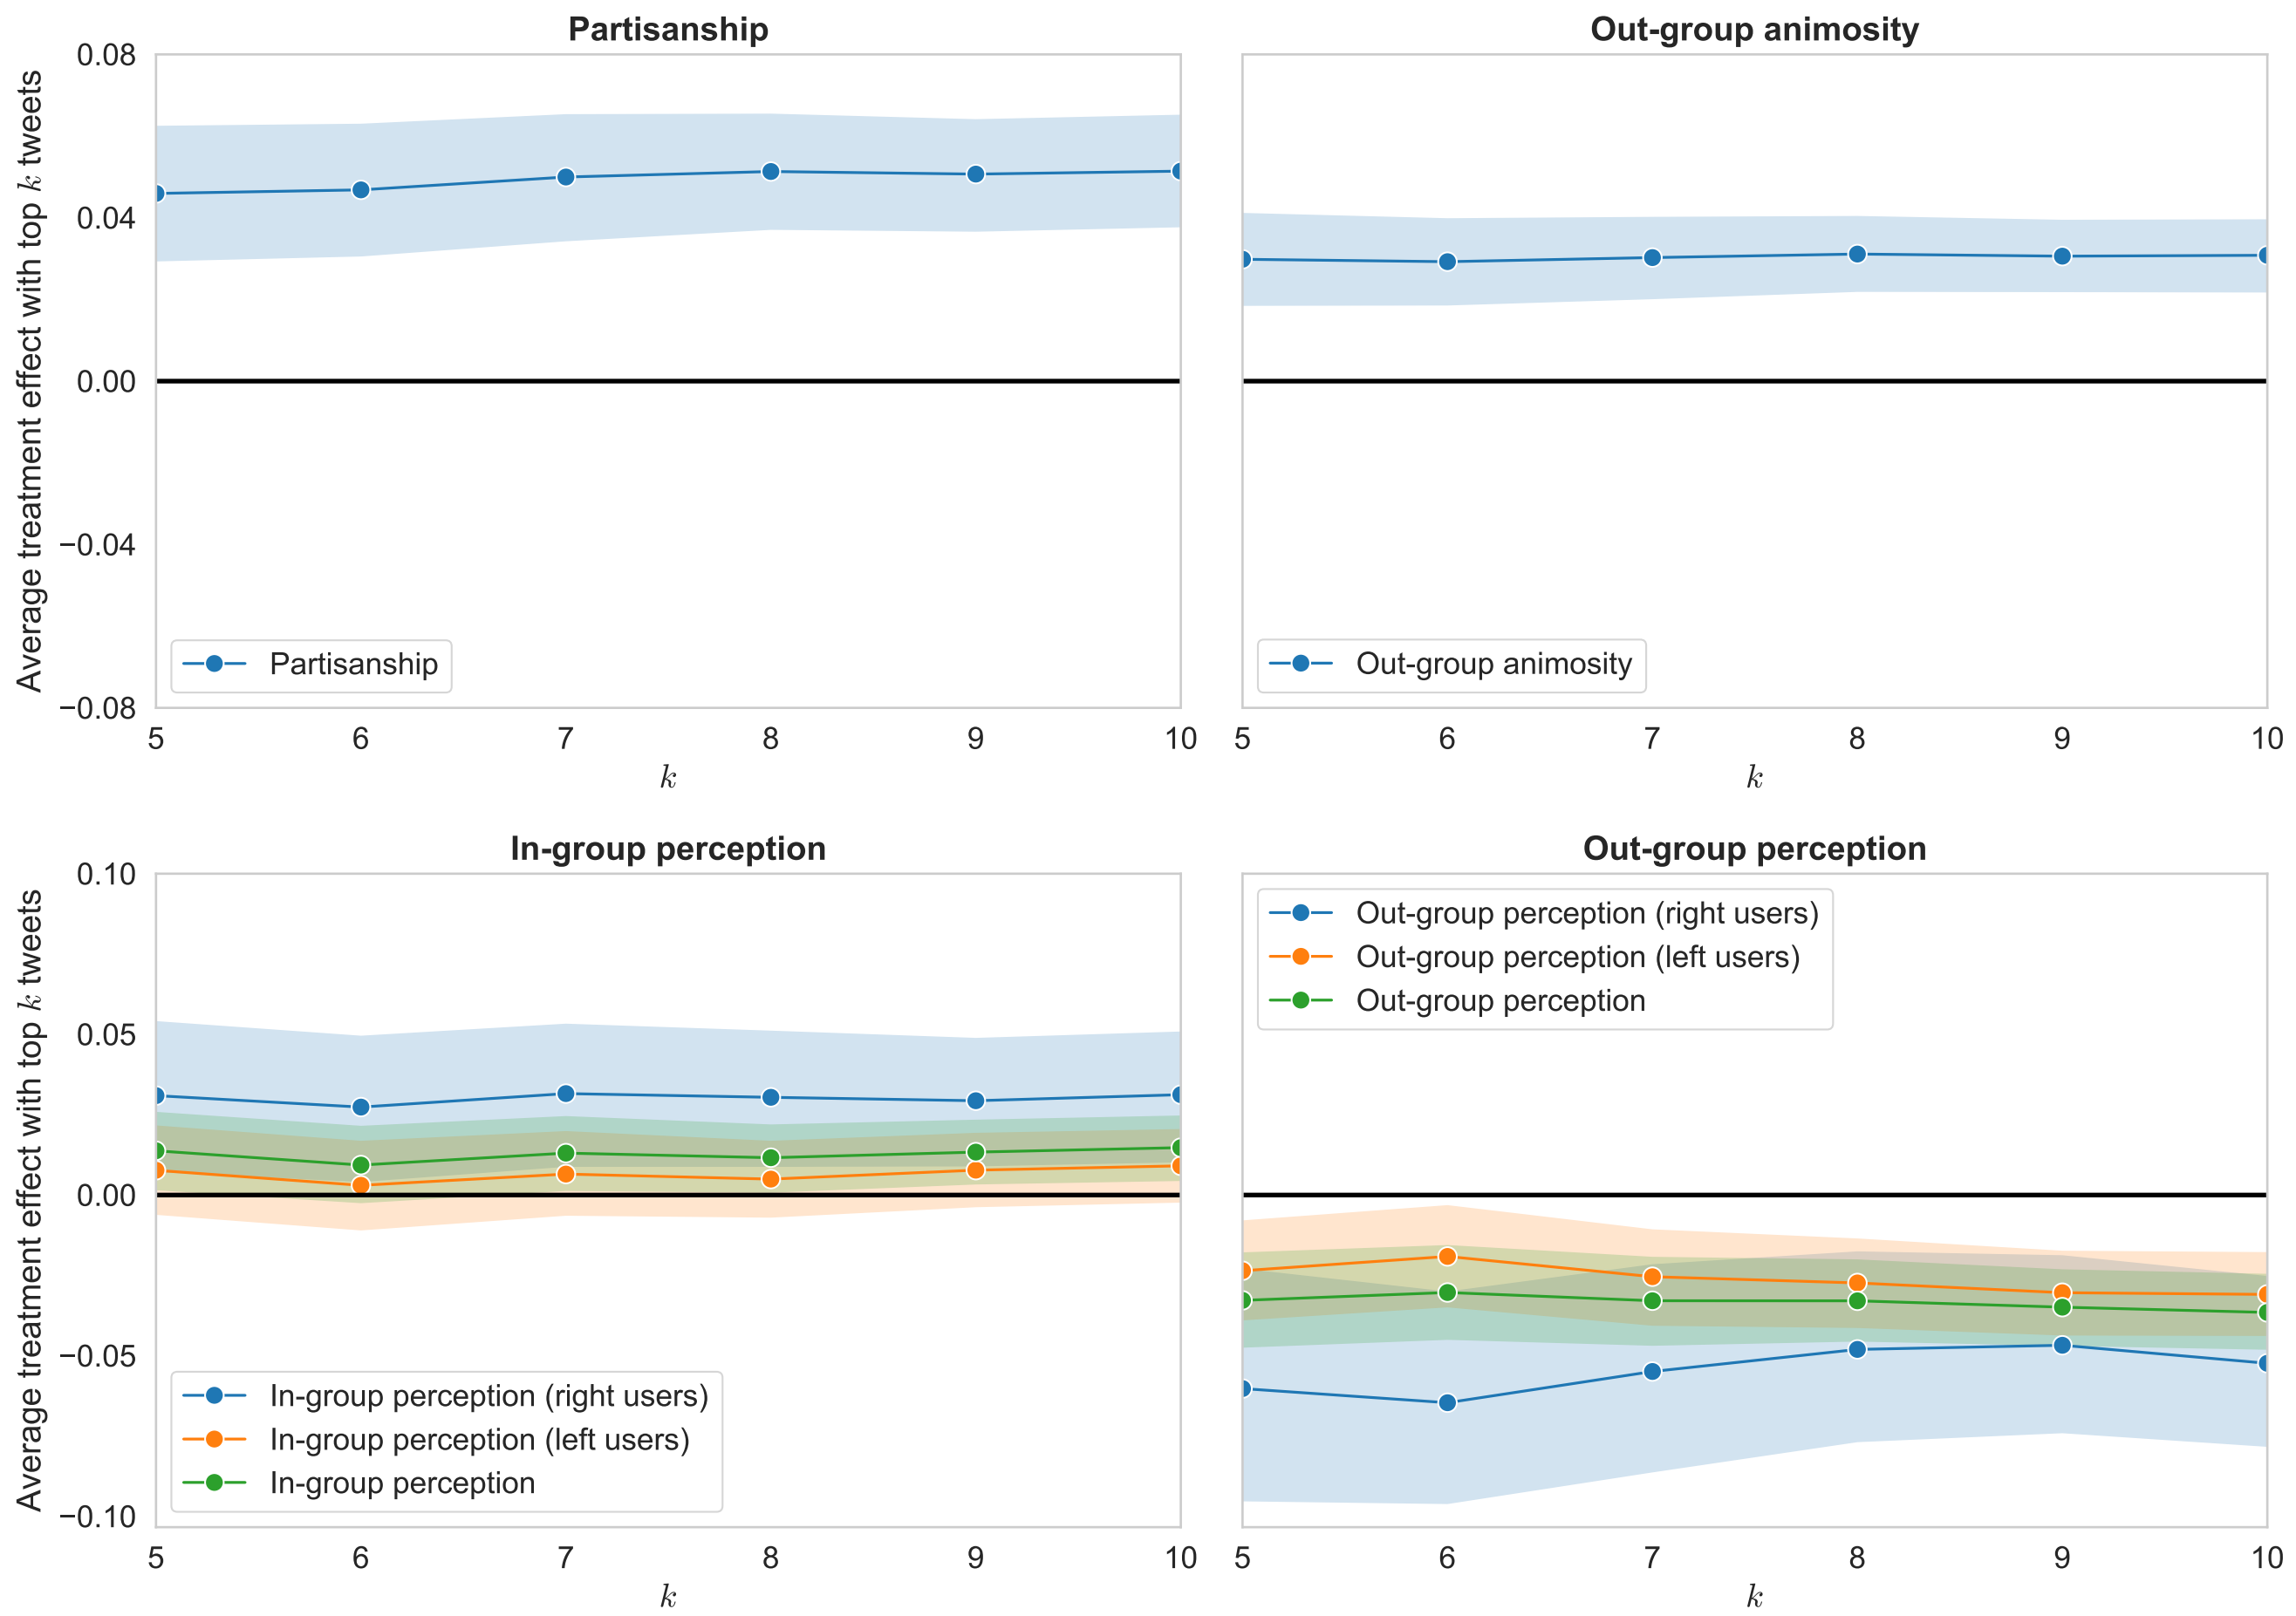 Partisanship
Average treatment effect with top k tweets
0.08
0.04
0.00
−0.04
−0.08
Partisanship
5 6 7 8 9 10
k
Out-group animosity
Out-group animosity
5 6 7 8 9 10
k
In-group perception
Average treatment effect with top k tweets
0.10
0.05
0.00
−0.05
−0.10
In-group perception (right users)
In-group perception (left users)
In-group perception
5 6 7 8 9 10
k
Out-group perception
Out-group perception (right users)
Out-group perception (left users)
Out-group perception
5 6 7 8 9 10
k